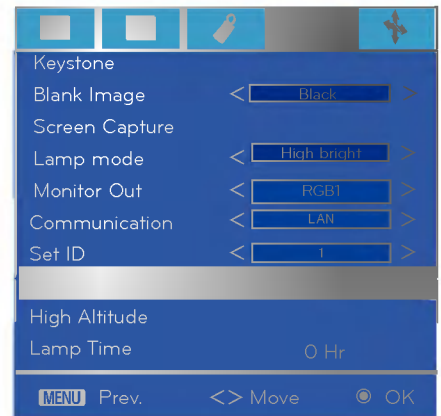 Keystone
Blank Image < Black >
Screen Capture
Lamp mode < High bright >
Monitor Out < RGB1 >
Communication < LAN >
Set ID < 1 >
High Altitude
Lamp Time 0 Hr
MENU Prev. <> Move ◉ OK